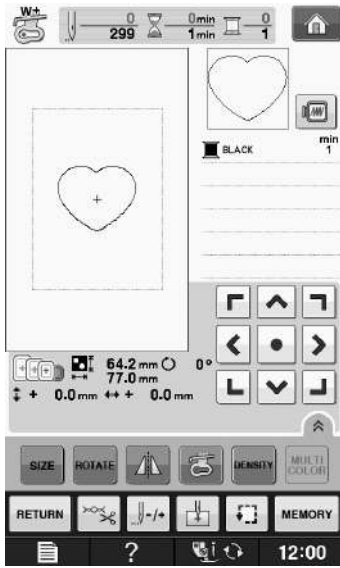 W+
0 0min 0
299 1min 1
min
BLACK 1
64.2 mm 0°
77.0 mm
+ 0.0 mm + 0.0 mm
SIZE ROTATE DENSITY MULTI COLOR
RETURN -/+ MEMORY
? 12:00